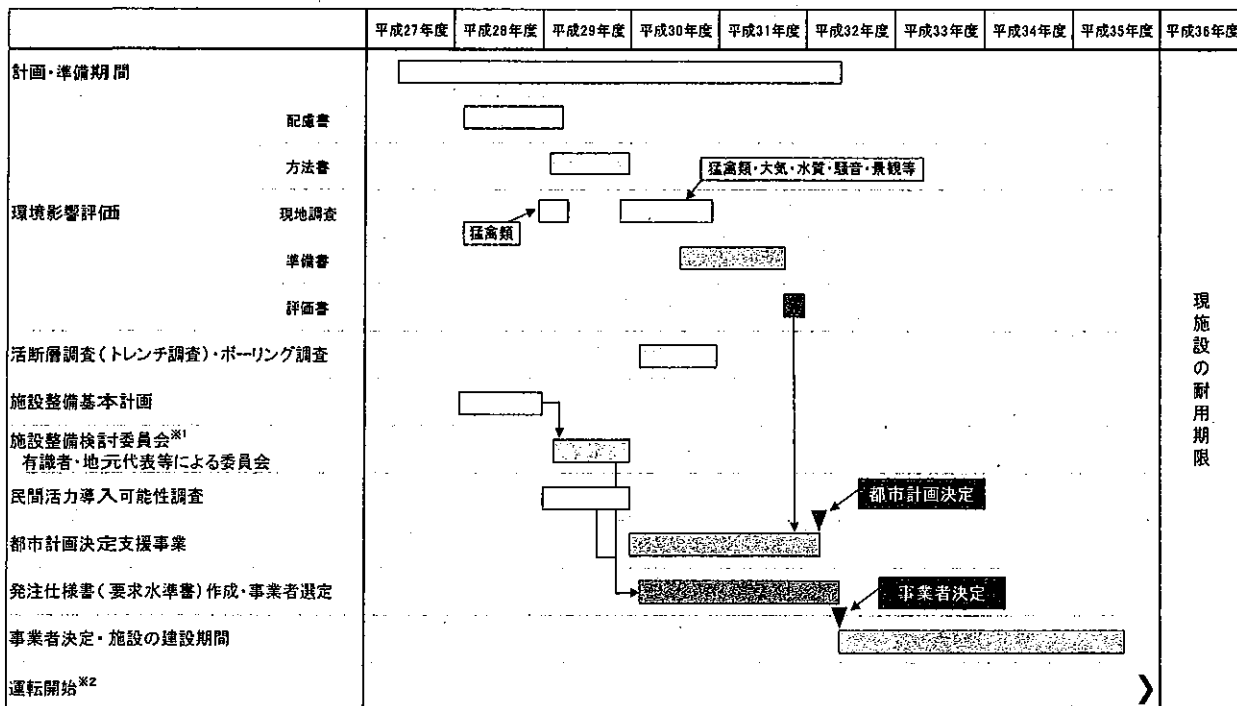 平成27年度 平成28年度 平成29年度 平成30年度 平成31年度 平成32年度 平成33年度 平成34年度 平成35年度 平成36年度
計画・準備期間
配慮書
方法書
猛禽類・大気・水質・騒音・景観等
環境影響評価 現地調査
猛禽類
準備書
評価書
現施設の耐用期限
活断層調査(トレンチ調査)・ボーリング調査
施設整備基本計画
施設整備検討委員会※1
有識者・地元代表等による委員会
民間活力導入可能性調査
都市計画決定
都市計画決定支援事業
発注仕様書(要求水準書)作成・事業者選定
事業者決定
事業者決定・施設の建設期間
運転開始※2